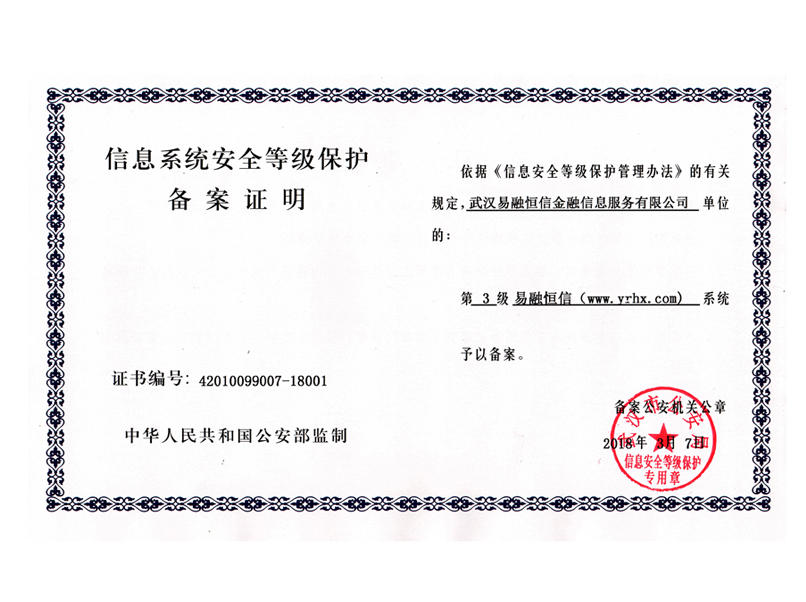 信息系统安全等级保护
备案证明
证书编号: 42010099007-18001
中华人民共和国公安部监制
依据《信息安全等级保护管理办法》的有关
规定,武汉易融恒信金融信息服务有限公司 单位
的:
第 3 级 易融恒信(www.yrhx.com) 系统
予以备案。
备案公安机关公章
2018年 3月 7日
武汉市公安局
信息安全等级保护
专用章